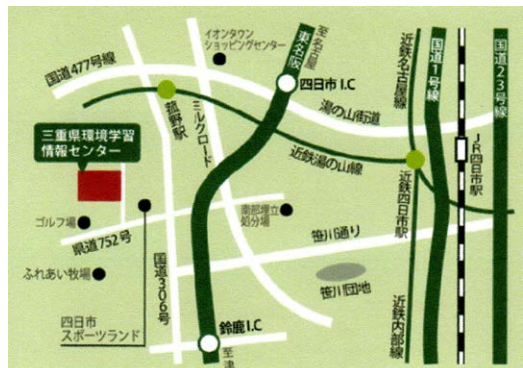 イオンタウン
ショッピングセンター
至名古屋
東名阪
国道477号線
四日市 I.C
近鉄名古屋線
国道1号線
国道23号線
湯の山街道
菰野駅
ミルクロード
JR四日市駅
三重県環境学習
情報センター
近鉄湯の山線
近鉄四日市駅
ゴルフ場
南部埋立
処分場
笹川通り
県道752号
ふれあい牧場
国道306号
笹川団地
近鉄内部線
四日市
スポーツランド
鈴鹿I.C
至津